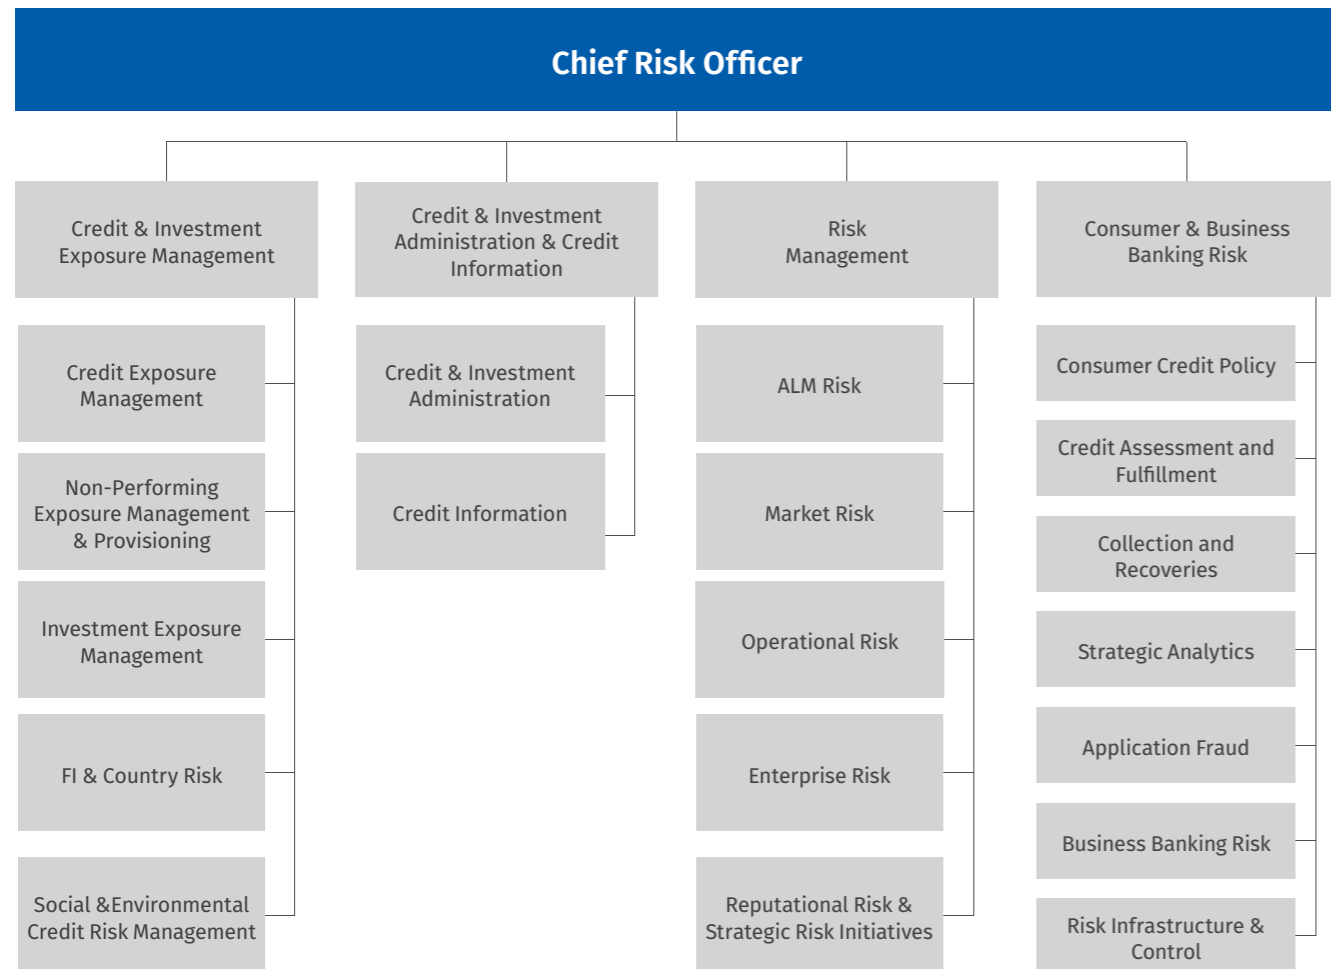 Chief Risk Officer
Credit & Investment
Exposure Management
Credit Exposure
Management
Non-Performing
Exposure Management
& Provisioning
Investment Exposure
Management
FI & Country Risk
Social &Environmental
Credit Risk Management
Credit & Investment
Administration & Credit
Information
Credit & Investment
Administration
Credit Information
Risk
Management
ALM Risk
Market Risk
Operational Risk
Enterprise Risk
Reputational Risk &
Strategic Risk Initiatives
Consumer & Business
Banking Risk
Consumer Credit Policy
Credit Assessment and
Fulfillment
Collection and
Recoveries
Strategic Analytics
Application Fraud
Business Banking Risk
Risk Infrastructure &
Control